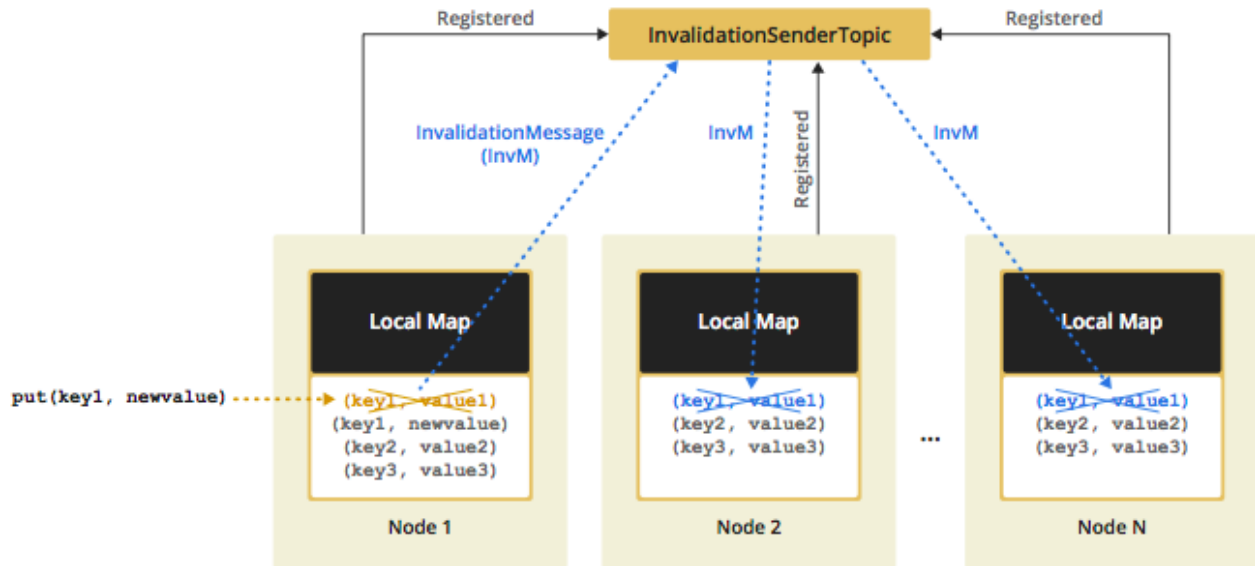 Registered
InvalidationSenderTopic
Registered
InvalidationMessage
(InvM)
InvM
Registered
InvM
Local Map
Local Map
Local Map
put(key1, newvalue)
(key1, value1)
(key1, newvalue)
(key2, value2)
(key3, value3)
Node 1
(key1, value1)
(key2, value2)
(key3, value3)
Node 2
...
(key1, value1)
(key2, value2)
(key3, value3)
Node N